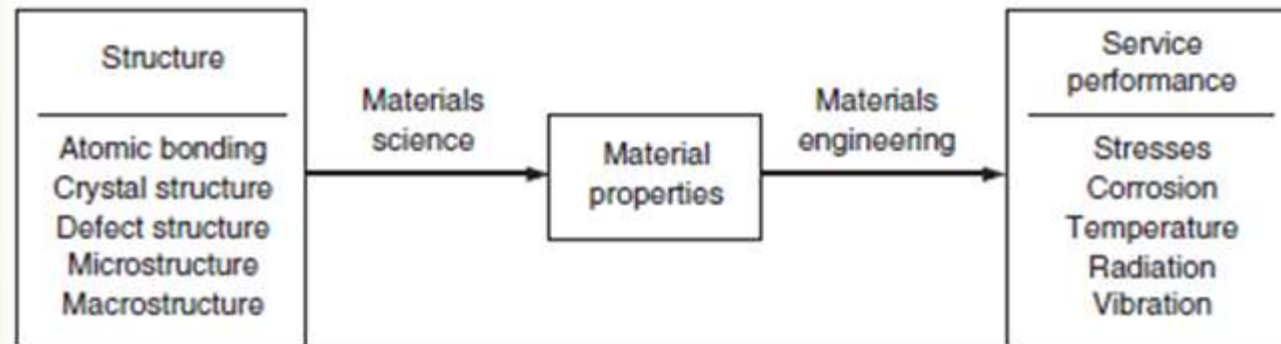 Structure
Atomic bonding
Crystal structure
Defect structure
Microstructure
Macrostructure
Materials
science
Material
properties
Materials
engineering
Service
performance
Stresses
Corrosion
Temperature
Radiation
Vibration